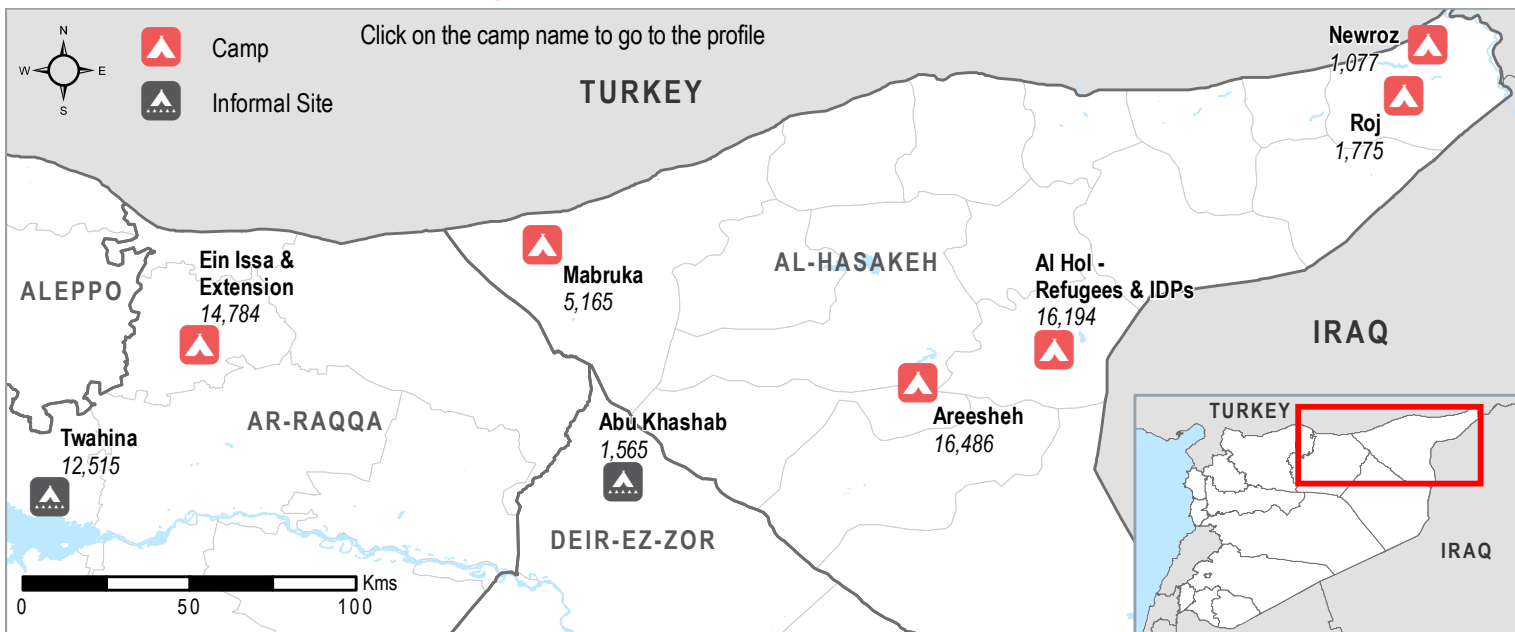 N
W
E
S
Camp
Informal Site
Click on the camp name to go to the profile
TURKEY
Newroz
1,077
Roj
1,775
ALEPPO
Ein Issa &
Extension
14,784
Mabruka
5,165
AL-HASAKEH
Al Hol -
Refugees & IDPs
16,194
IRAQ
Twahina
12,515
AR-RAQQA
Abu Khashab
1,565
Areesheh
16,486
DEIR-EZ-ZOR
Kms
0
50
100
TURKEY
IRAQ